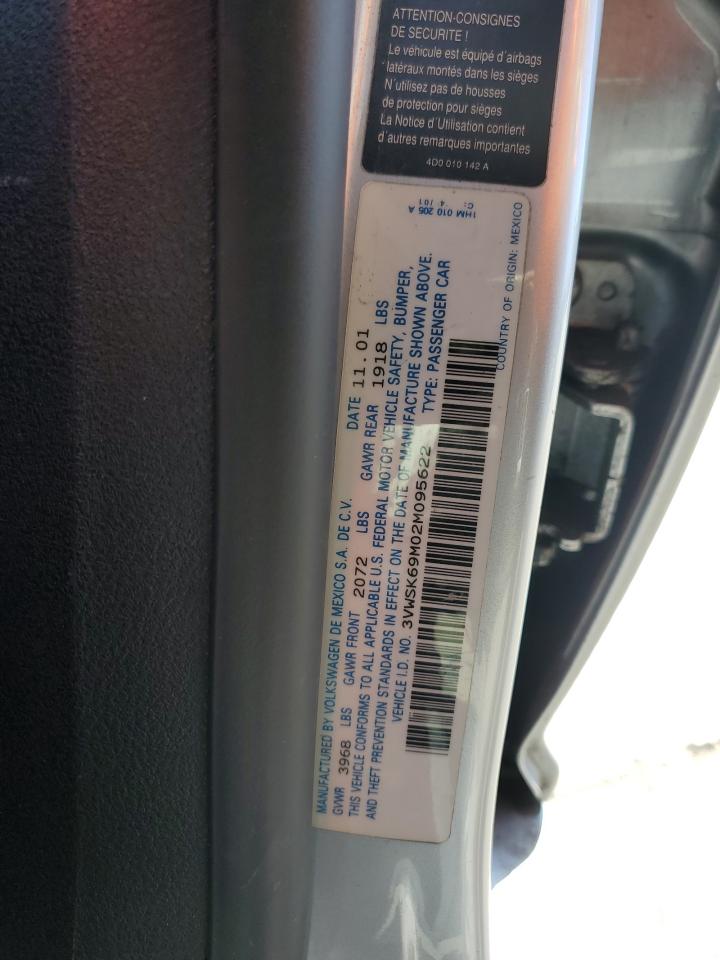 ATTENTION-CONSIGNES
DE SECURITE !
Le véhicule est équipé d'airbags
latéraux montés dans les sièges
N'utilisez pas de housses
de protection pour sièges
La Notice d'Utilisation contient
d'autres remarques importantes
4D0 010 142 A
1HM 010 205 A
C: 4 /01
MANUFACTURED BY VOLKSWAGEN DE MEXICO S.A. DE C.V. DATE 11.01
GVWR 3968 LBS GAWR FRONT 2072 LBS GAWR REAR 1918 LBS
THIS VEHICLE CONFORMS TO ALL APPLICABLE U.S. FEDERAL MOTOR VEHICLE SAFETY, BUMPER,
AND THEFT PREVENTION STANDARDS IN EFFECT ON THE DATE OF MANUFACTURE SHOWN ABOVE.
VEHICLE I.D. NO. 3VWSK69M02M095622 TYPE: PASSENGER CAR
COUNTRY OF ORIGIN: MEXICO